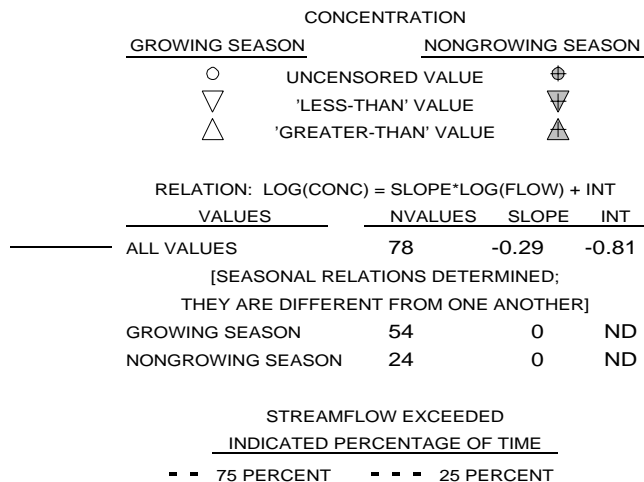 CONCENTRATION
GROWING SEASON NONGROWING SEASON
UNCENSORED VALUE
'LESS-THAN' VALUE
'GREATER-THAN' VALUE
RELATION: LOG(CONC) = SLOPE*LOG(FLOW) + INT
VALUES NVALUES SLOPE INT
ALL VALUES 78 -0.29 -0.81
[SEASONAL RELATIONS DETERMINED;
THEY ARE DIFFERENT FROM ONE ANOTHER]
GROWING SEASON 54 0 ND
NONGROWING SEASON 24 0 ND
STREAMFLOW EXCEEDED
INDICATED PERCENTAGE OF TIME
75 PERCENT 25 PERCENT